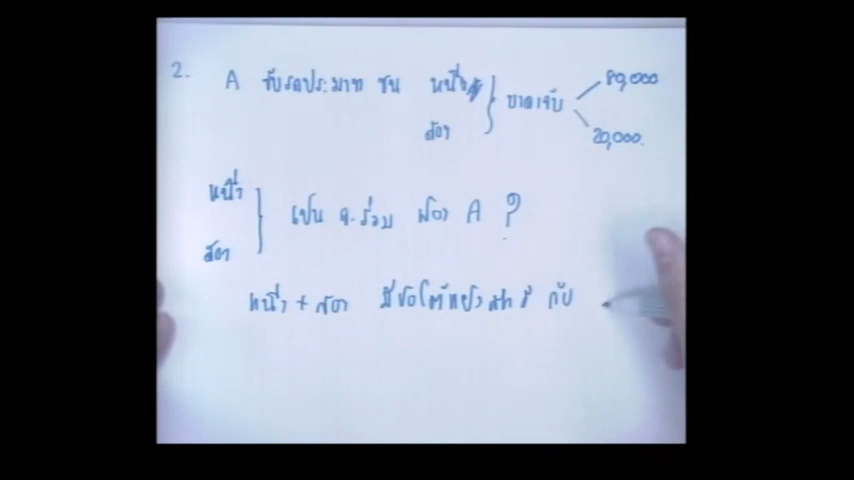 2. A ขับรถประมาท ชน หนึ่ง บาดเจ็บ 80,000
สอง 20,000.
หนึ่ง เป็น จ. ร่วม ฟ้อง A ?
สอง
หนึ่ง + สอง มีข้อโต้แย้งสิทธิ กับ